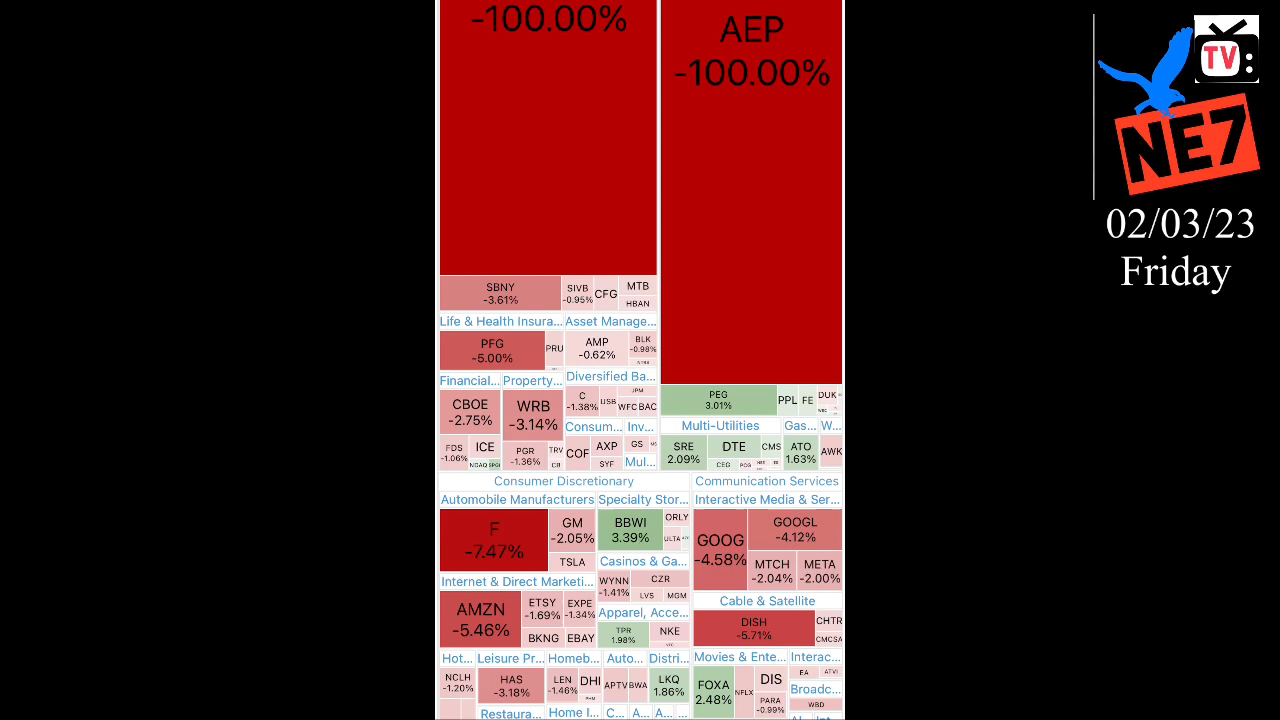 -100.00%
AEP
-100.00%
SBNY
-3.61%
SIVB
-0.95%
CFG
MTB
HBAN
Life & Health Insura...
Asset Manage...
PFG
-5.00%
PRU
AMP
-0.62%
BLK
-0.98%
NTRS
Financial...
Property...
Diversified Ba...
CBOE
-2.75%
WRB
-3.14%
C
-1.38%
USB
JPM
WFC
BAC
Consum...
Inv...
FDS
-1.06%
ICE
NDAQ
SPGI
PGR
-1.36%
TRV
CB
COF
AXP
SYF
GS
MS
Mul...
PEG
3.01%
PPL
FE
DUK
WEC
Multi-Utilities
Gas...
W...
SRE
2.09%
DTE
CMS
CEG
PCG
ATO
1.63%
AWK
Consumer Discretionary
Communication Services
Automobile Manufacturers
Specialty Stor...
Interactive Media & Ser...
F
-7.47%
GM
-2.05%
TSLA
BBWI
3.39%
ORLY
ULTA
GOOG
-4.58%
GOOGL
-4.12%
MTCH
-2.04%
META
-2.00%
Internet & Direct Marketi...
Casinos & Ga...
Cable & Satellite
AMZN
-5.46%
ETSY
-1.69%
EXPE
-1.34%
BKNG
EBAY
WYNN
-1.41%
CZR
LVS
MGM
Apparel, Acce...
TPR
1.98%
NKE
VFC
DISH
-5.71%
CHTR
CMCSA
Hot...
Leisure Pr...
Homeb...
Auto...
Distri...
Movies & Ente...
Interac...
NCLH
-1.20%
HAS
-3.18%
LEN
-1.46%
DHI
PHM
APTV
BWA
LKQ
1.86%
FOXA
2.48%
NFLX
DIS
PARA
-0.99%
EA
ATVI
Broadc...
WBD
Restaura...
Home I...
C...
A...
A...
...
TV:
NE7
02/03/23
Friday